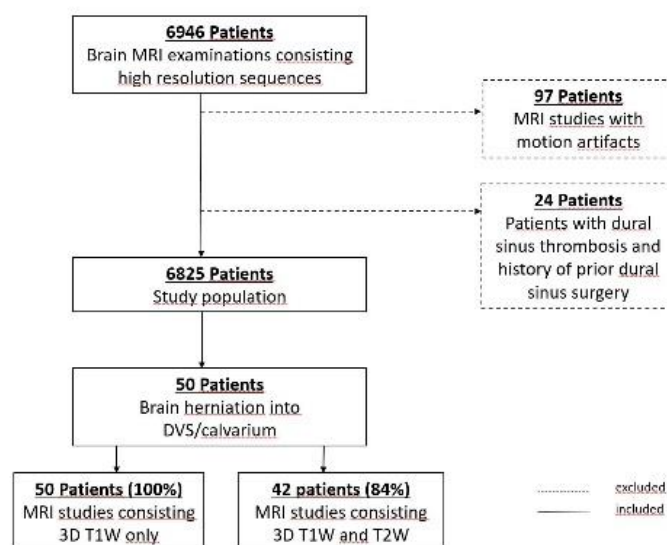 6946 Patients
Brain MRI examinations consisting
high resolution sequences
97 Patients
MRI studies with
motion artifacts
24 Patients
Patients with dural
sinus thrombosis and
history of prior dural
sinus surgery
6825 Patients
Study population
50 Patients
Brain herniation into
DVS/calvarium
50 Patients (100%)
MRI studies consisting
3D T1W only
42 patients (84%)
MRI studies consisting
3D T1W and T2W
excluded
included